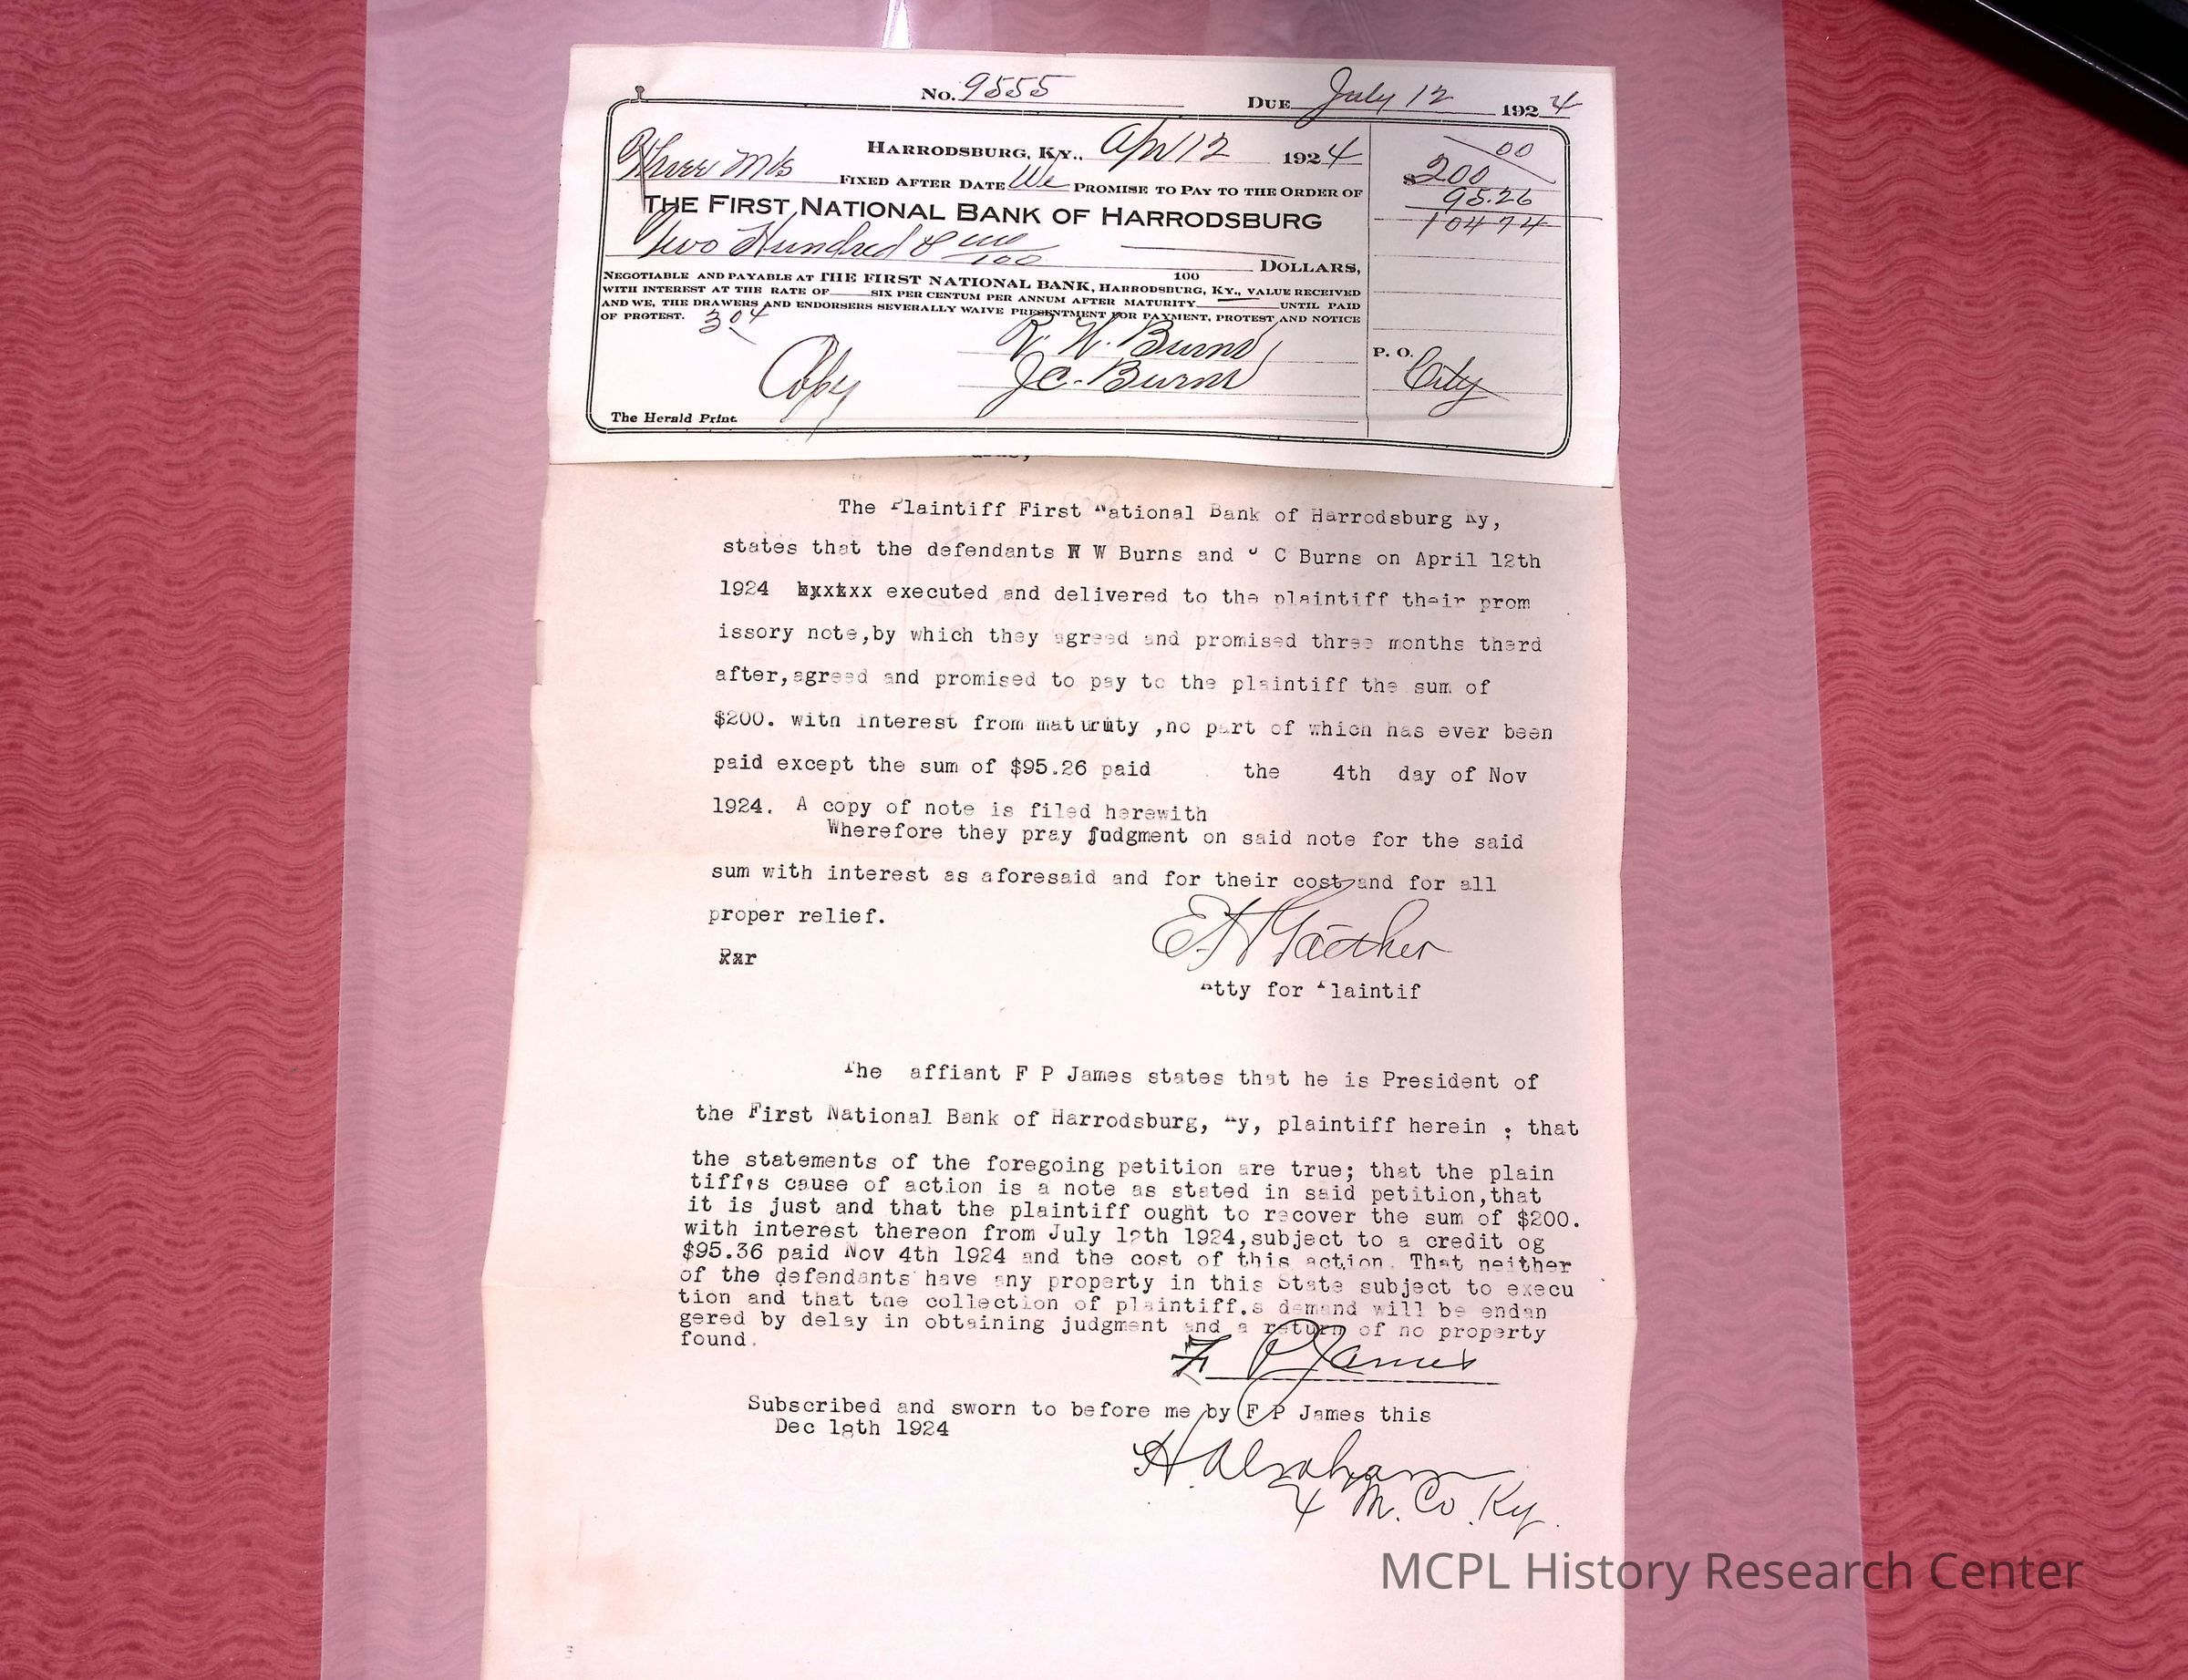 No. 9555 Due July 12 1924
Harrodsburg, Ky., Apr 12 1924
Three Mts fixed after date We promise to pay to the order of
The First National Bank of Harrodsburg
Two Hundred &
100 Dollars,
Negotiable and payable at The First National Bank, Harrodsburg, Ky., value received
with interest at the rate of six per centum per annum after maturity until paid
and we, the drawers and endorsers severally waive presentment for payment, protest and notice
of protest. 304
R. W. Burns
J C. Burns
Copy
The Herald Print.
00
$200
95.26
10474
P. O.
City
The Plaintiff First National Bank of Harrodsburg Ky,
states that the defendants W Burns and J C Burns on April 12th
1924 executed and delivered to the plaintiff their prom
issory note,by which they agreed and promised three months therd
after,agreed and promised to pay to the plaintiff the sum of
$200. with interest from maturity ,no part of which has ever been
paid except the sum of $95.26 paid the 4th day of Nov
1924. A copy of note is filed herewith
Wherefore they pray judgment on said note for the said
sum with interest as aforesaid and for their cost and for all
proper relief.
E H Gaither
Atty for Plaintif
The affiant F P James states that he is President of
the First National Bank of Harrodsburg, Ky, plaintiff herein ; that
the statements of the foregoing petition are true; that the plain
tiff,s cause of action is a note as stated in said petition,that
it is just and that the plaintiff ought to recover the sum of $200.
with interest thereon from July 12th 1924,subject to a credit og
$95.36 paid Nov 4th 1924 and the cost of this action. That neither
of the defendants have any property in this State subject to execu
tion and that the collection of plaintiff.s demand will be endan
gered by delay in obtaining judgment and a return of no property
found.
F P James
Subscribed and sworn to before me by F P James this
Dec 18th 1924
M. Co. Ky.
MCPL History Research Center